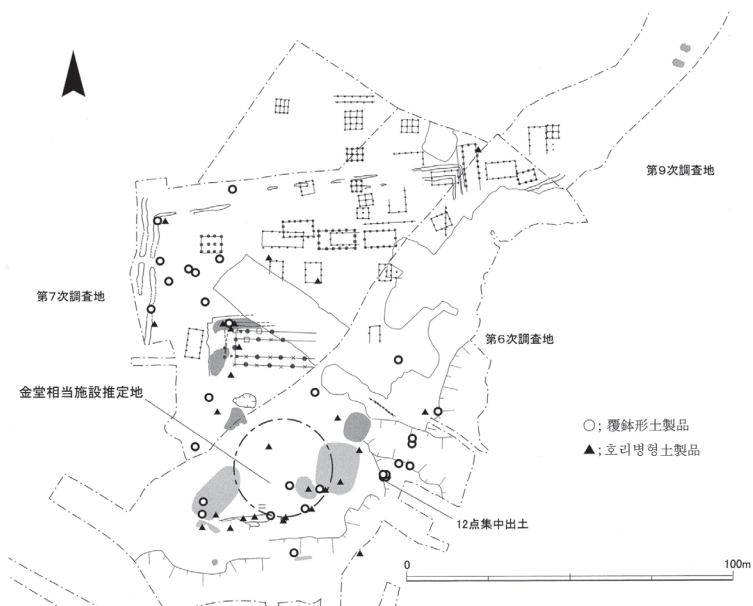 第9次調査地
第7次調査地
第6次調査地
金堂相当施設推定地
○; 覆鉢形土製品
▲;호리병형土製品
12点集中出土
0
100m